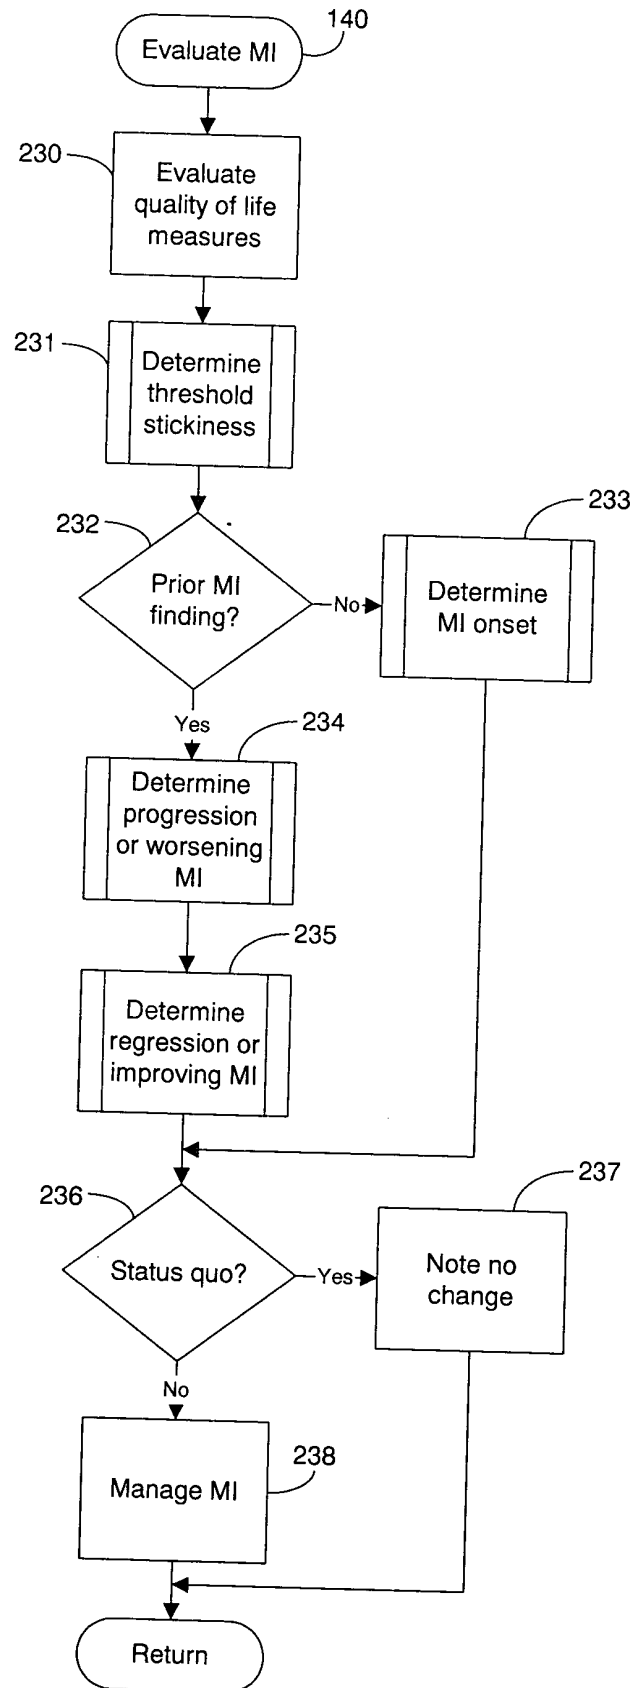 140
Evaluate MI
230
Evaluate
quality of life
measures
231
Determine
threshold
stickiness
232
Prior MI
finding?
No
233
Determine
MI onset
Yes
234
Determine
progression
or worsening
MI
235
Determine
regression or
improving MI
236
Status quo?
Yes
237
Note no
change
No
238
Manage MI
Return